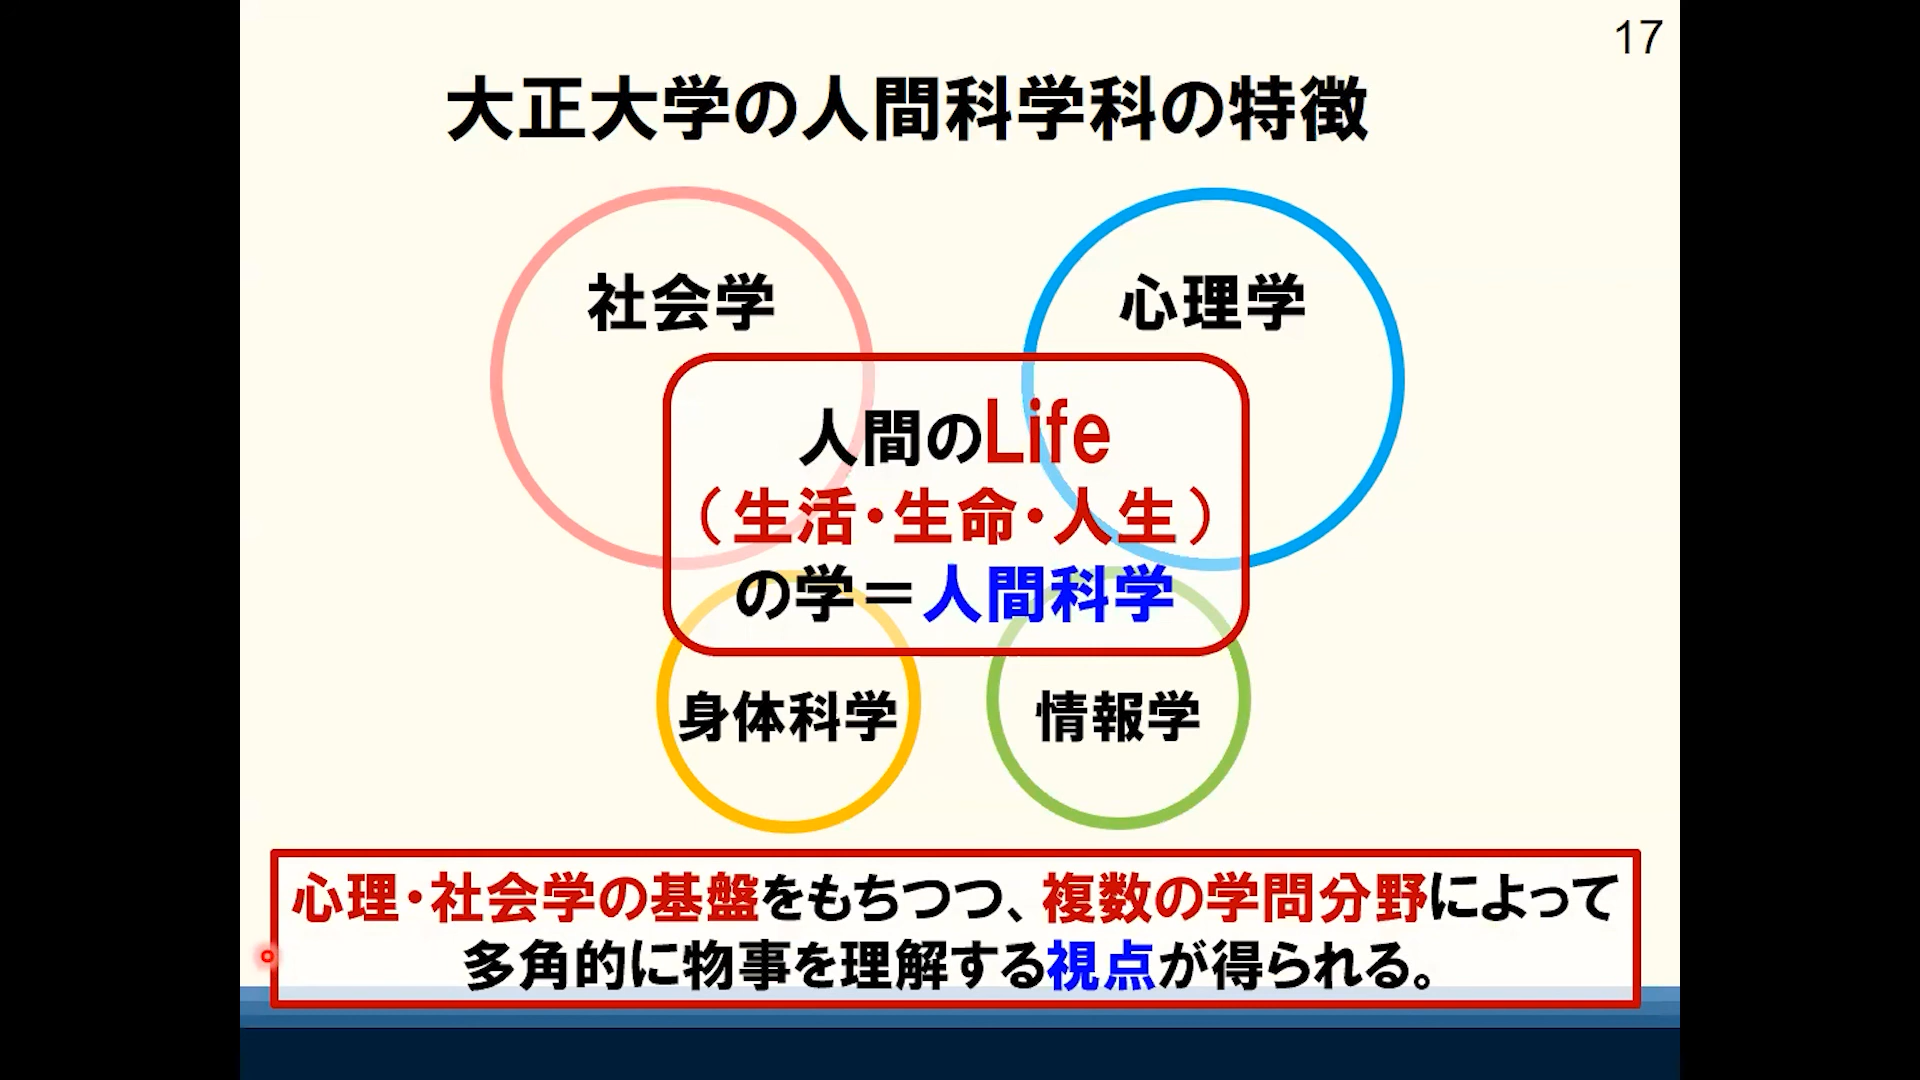 17
大正大学の人間科学科の特徴
社会学
心理学
人間のLife
（生活・生命・人生）
の学＝人間科学
身体科学
情報学
心理・社会学の基盤をもちつつ、複数の学問分野によって
多角的に物事を理解する視点が得られる。